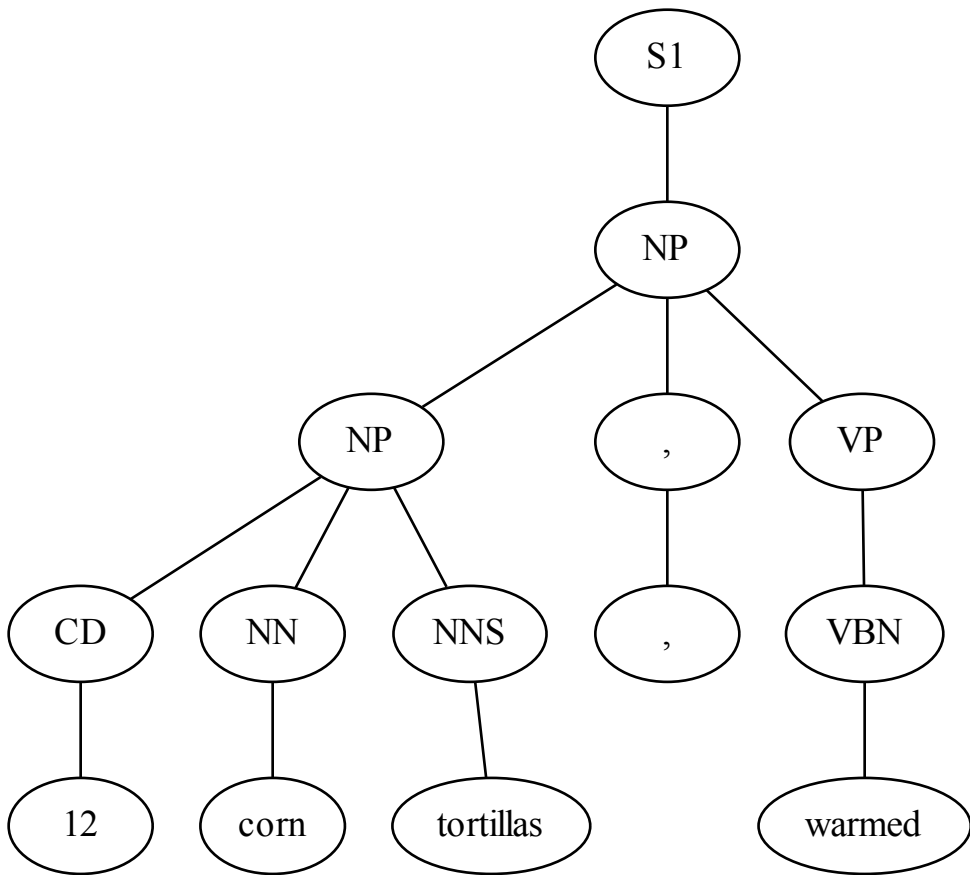 S1
NP
NP , VP
CD NN NNS , VBN
12 corn tortillas warmed